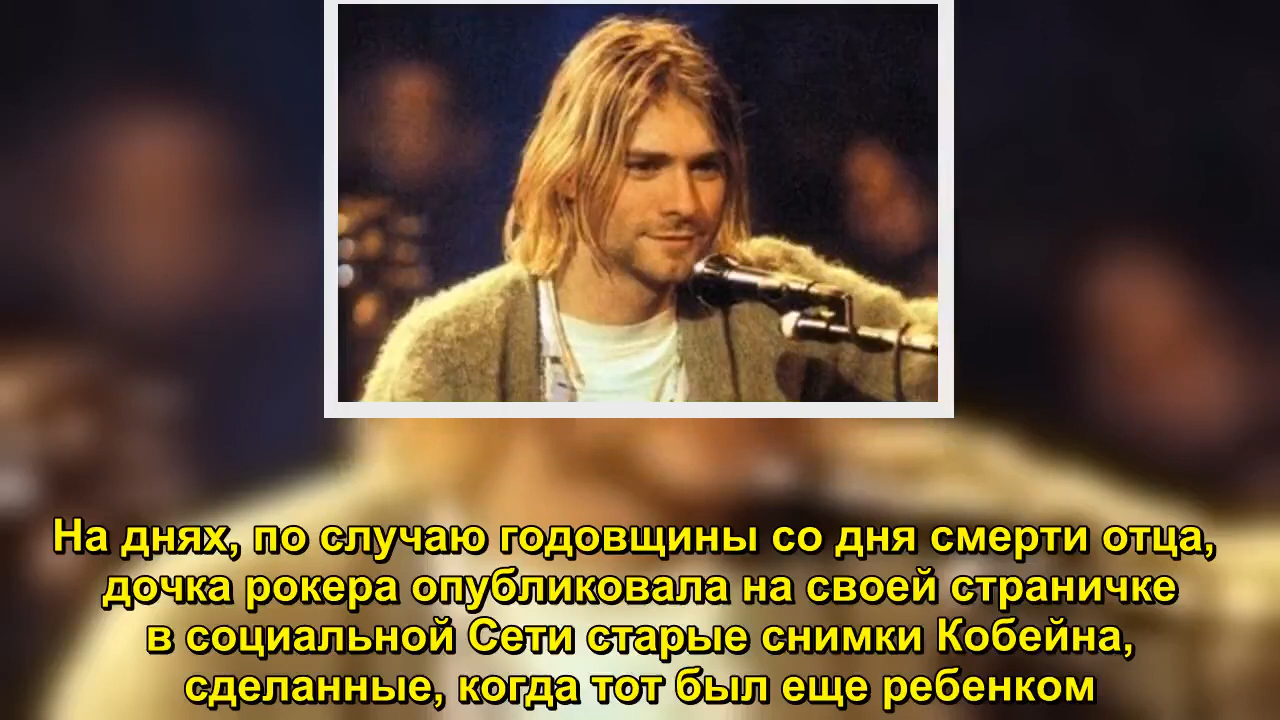 На днях, по случаю годовщины со дня смерти отца,
дочка рокера опубликовала на своей страничке
в социальной Сети старые снимки Кобейна,
сделанные, когда тот был еще ребенком